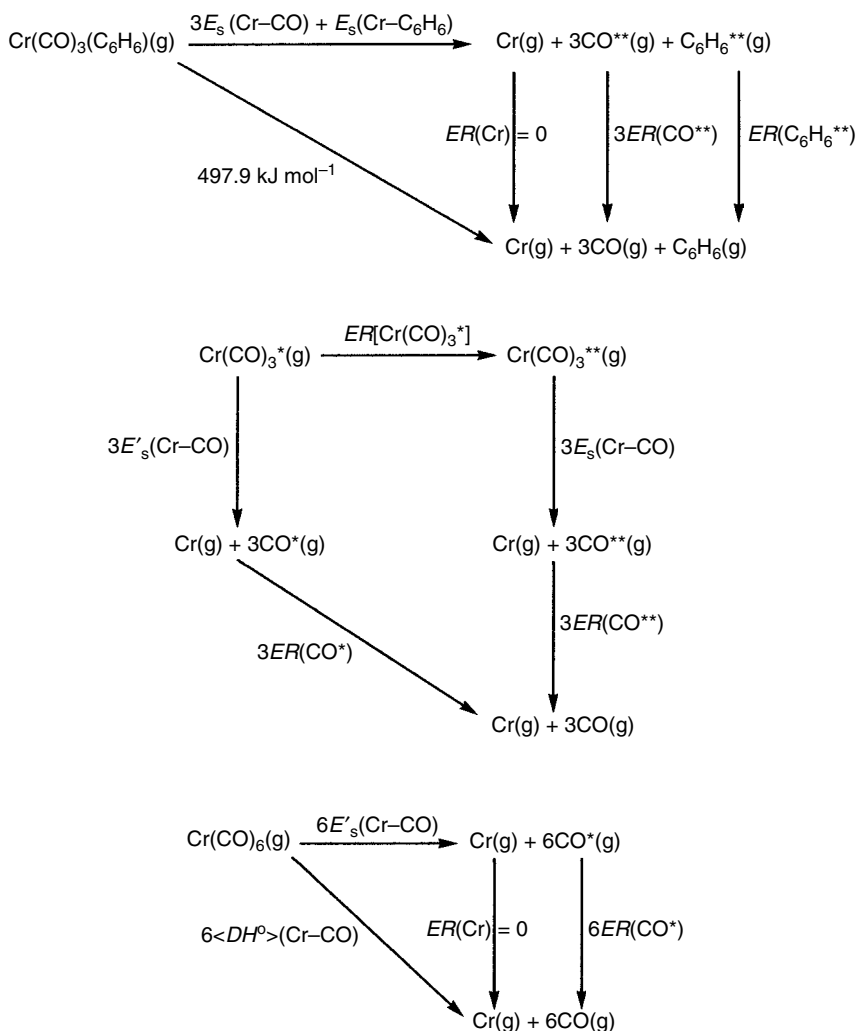 3Eₛ (Cr–CO) + Eₛ(Cr–C₆H₆)
Cr(CO)₃(C₆H₆)(g)
Cr(g) + 3CO**(g) + C₆H₆**(g)
ER(Cr) = 0
3ER(CO**)
ER(C₆H₆**)
497.9 kJ mol⁻¹
Cr(g) + 3CO(g) + C₆H₆(g)
ER[Cr(CO)₃*]
Cr(CO)₃*(g)
Cr(CO)₃**(g)
3E'ₛ(Cr–CO)
3Eₛ(Cr–CO)
Cr(g) + 3CO*(g)
Cr(g) + 3CO**(g)
3ER(CO*)
3ER(CO**)
Cr(g) + 3CO(g)
6E'ₛ(Cr–CO)
Cr(CO)₆(g)
Cr(g) + 6CO*(g)
6<DHº>(Cr–CO)
ER(Cr) = 0
6ER(CO*)
Cr(g) + 6CO(g)